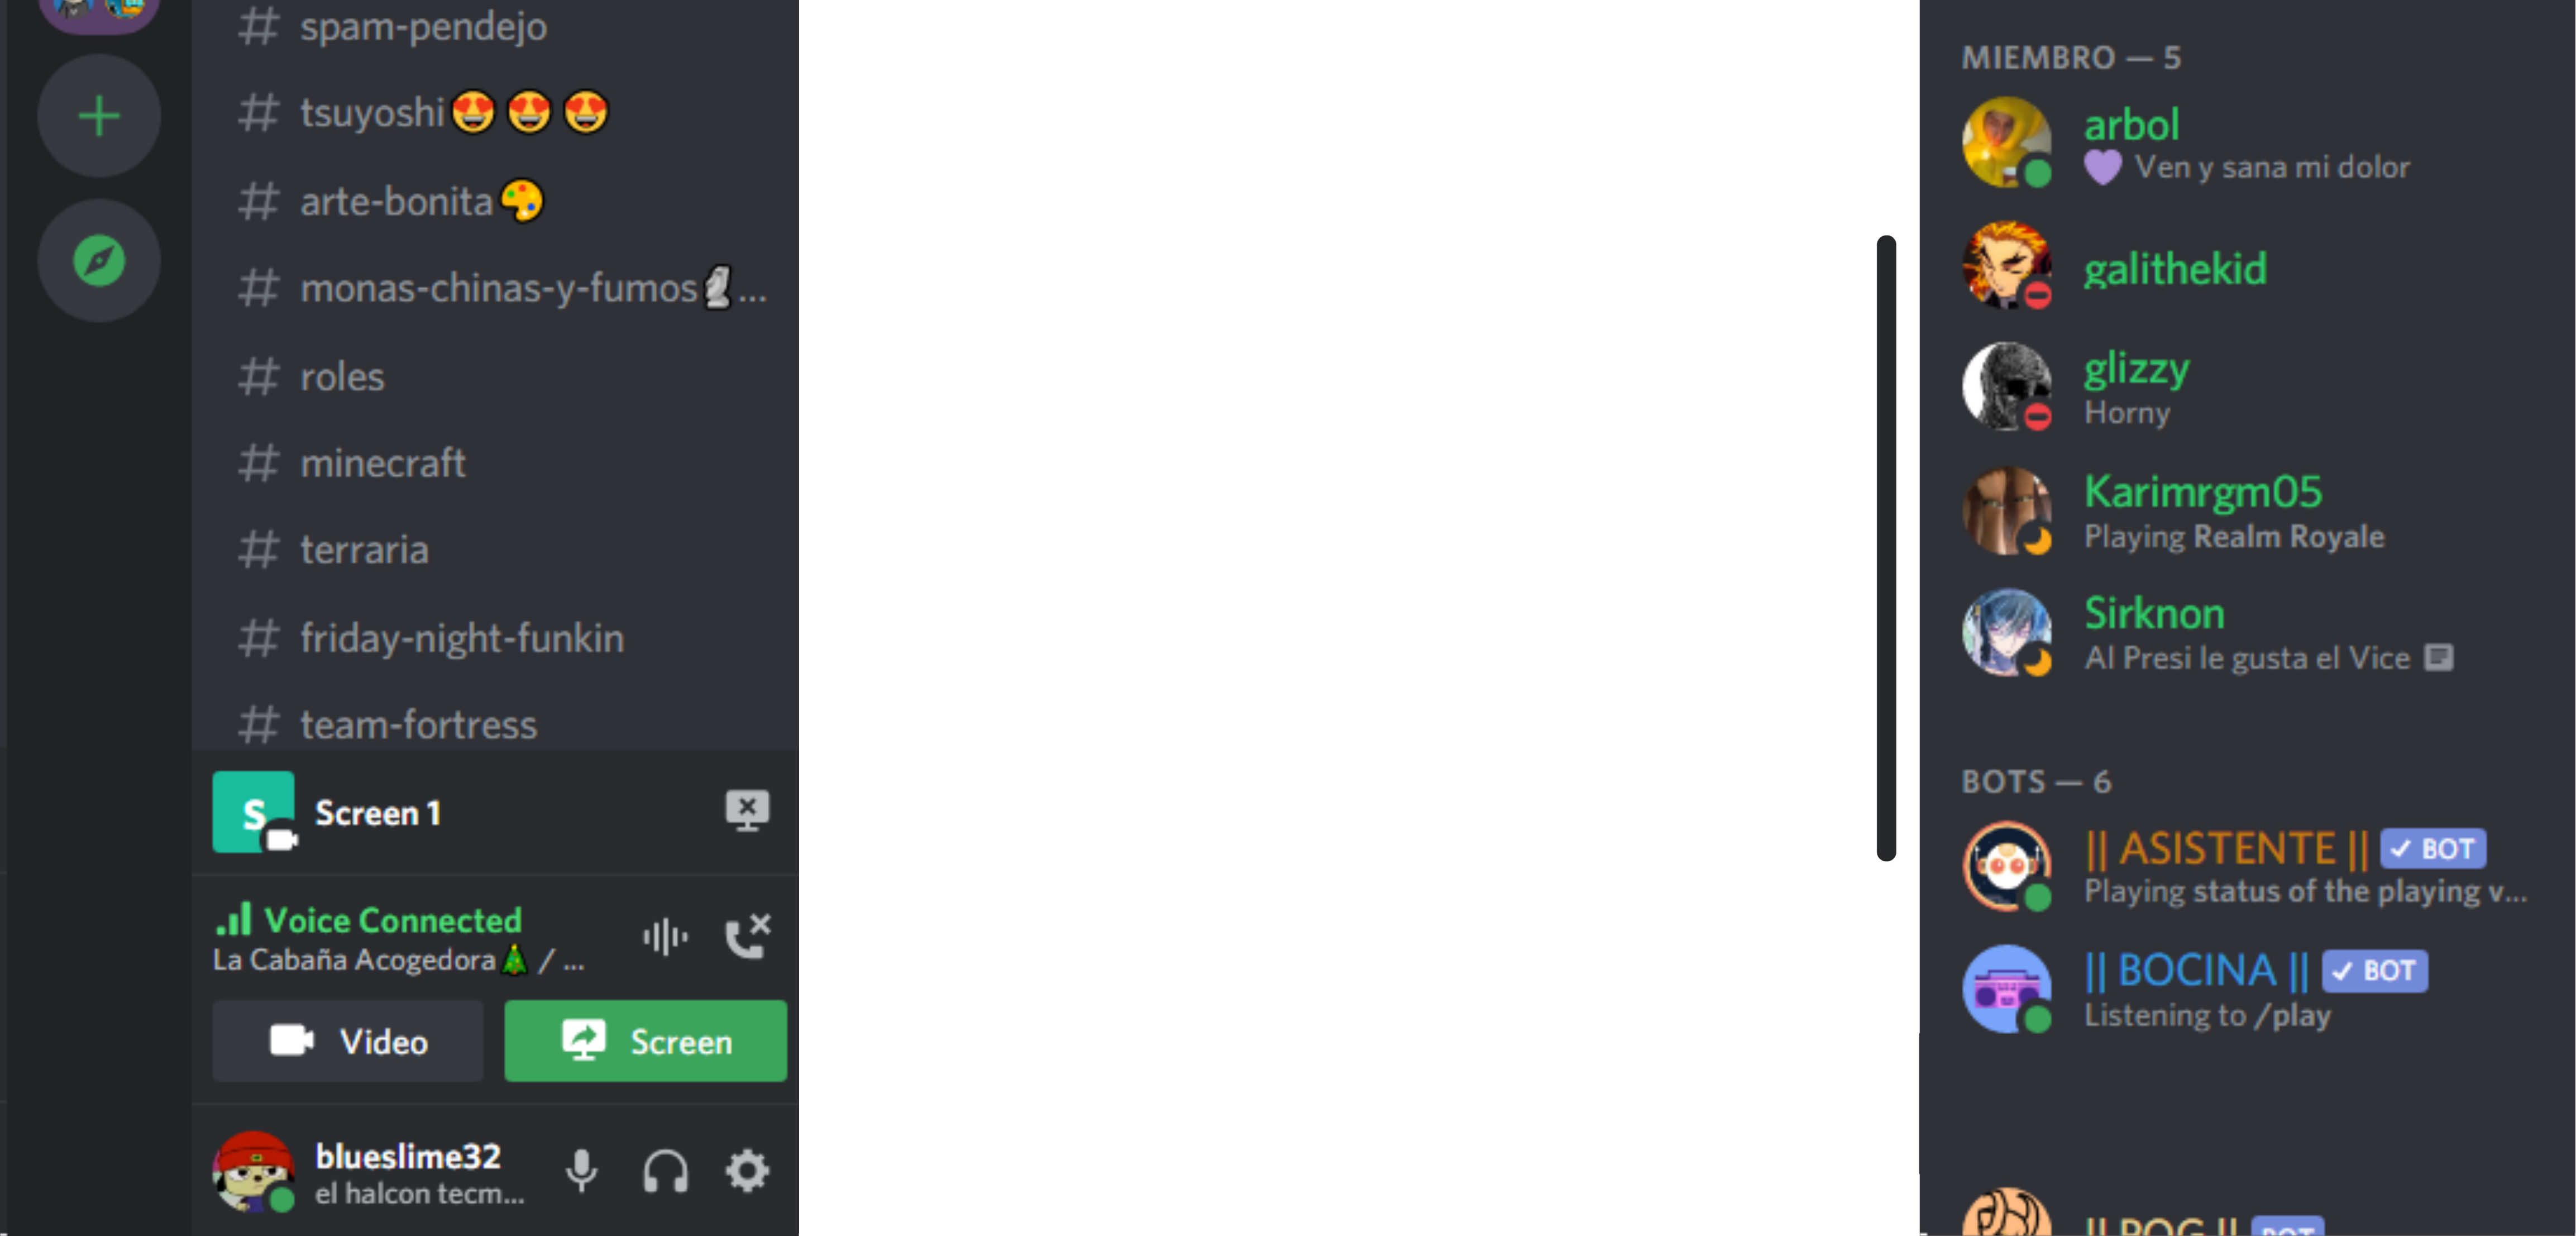 spam-pendejo
tsuyoshi😍😍😍
arte-bonita🎨
monas-chinas-y-fumos🗿...
roles
minecraft
terraria
friday-night-funkin
team-fortress
S Screen 1
Voice Connected
La Cabaña Acogedora🎄 / ...
Video Screen
blueslime32
el halcon tecm...
MIEMBRO — 5
arbol
💜 Ven y sana mi dolor
galithekid
glizzy
Horny
Karimrgm05
Playing Realm Royale
Sirknon
Al Presi le gusta el Vice
BOTS — 6
|| ASISTENTE || ✓ BOT
Playing status of the playing v...
|| BOCINA || ✓ BOT
Listening to /play
|| POG || BOT